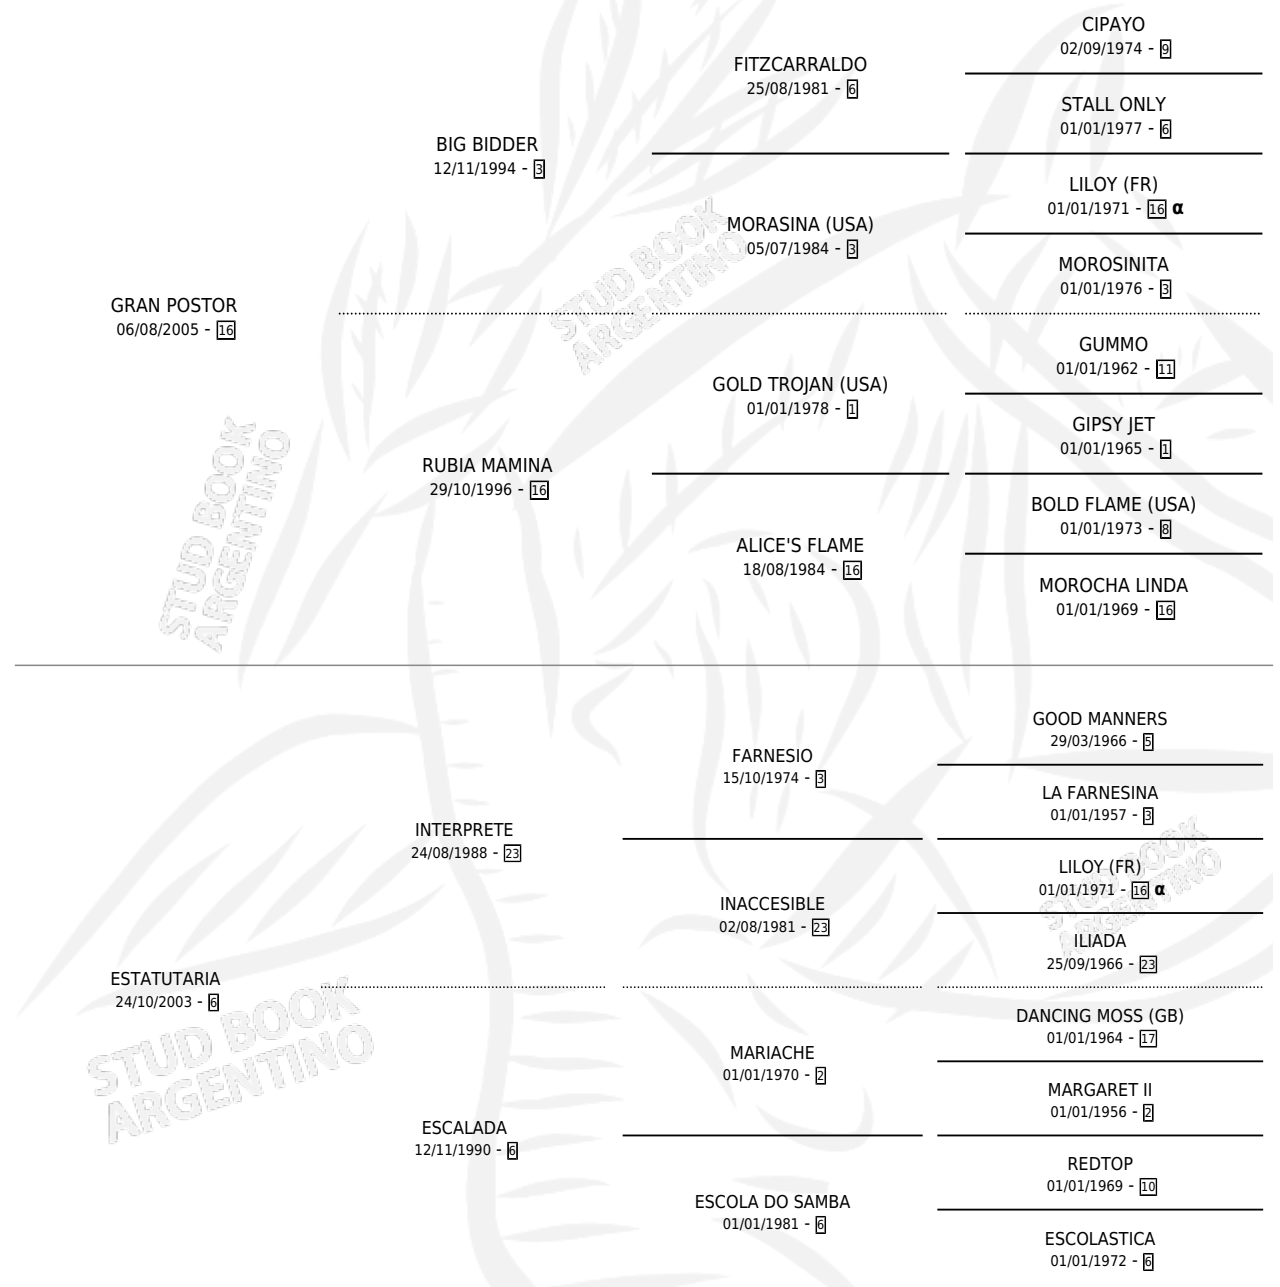 CIPAYO
02/09/1974 - 9
FITZCARRALDO
25/08/1981 - 6
STALL ONLY
01/01/1977 - 6
BIG BIDDER
12/11/1994 - 3
LILOY (FR)
01/01/1971 - 16 α
MORASINA (USA)
05/07/1984 - 3
MOROSINITA
01/01/1976 - 3
GRAN POSTOR
06/08/2005 - 16
GUMMO
01/01/1962 - 11
GOLD TROJAN (USA)
01/01/1978 - 1
GIPSY JET
01/01/1965 - 1
RUBIA MAMINA
29/10/1996 - 16
BOLD FLAME (USA)
01/01/1973 - 8
ALICE'S FLAME
18/08/1984 - 16
MOROCHA LINDA
01/01/1969 - 16
GOOD MANNERS
29/03/1966 - 5
FARNESIO
15/10/1974 - 3
LA FARNESINA
01/01/1957 - 3
INTERPRETE
24/08/1988 - 23
LILOY (FR)
01/01/1971 - 16 α
INACCESIBLE
02/08/1981 - 23
ILIADA
25/09/1966 - 23
ESTATUTARIA
24/10/2003 - 6
DANCING MOSS (GB)
01/01/1964 - 17
MARIACHE
01/01/1970 - 2
MARGARET II
01/01/1956 - 2
ESCALADA
12/11/1990 - 6
REDTOP
01/01/1969 - 10
ESCOLA DO SAMBA
01/01/1981 - 6
ESCOLASTICA
01/01/1972 - 6
STUD BOOK
ARGENTINO
STUD BOOK
ARGENTINO
STUD BOOK
ARGENTINO
STUD BOOK
ARGENTINO